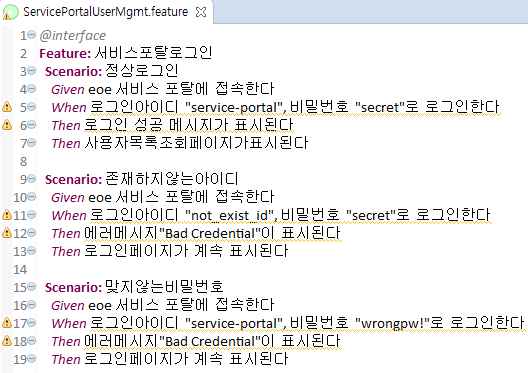 ServicePortalUserMgmt.feature
1 @interface
2 Feature: 서비스포탈로그인
3 Scenario: 정상로그인
4 Given eoe 서비스 포탈에 접속한다
5 When 로그인아이디 "service-portal", 비밀번호 "secret"로 로그인한다
6 Then 로그인 성공 메시지가 표시된다
7 Then 사용자목록조회페이지가표시된다
8
9 Scenario: 존재하지않는아이디
10 Given eoe 서비스 포탈에 접속한다
11 When 로그인아이디 "not_exist_id", 비밀번호 "secret"로 로그인한다
12 Then 에러메시지"Bad Credential"이 표시된다
13 Then 로그인페이지가 계속 표시된다
14
15 Scenario: 맞지않는비밀번호
16 Given eoe 서비스 포탈에 접속한다
17 When 로그인아이디 "service-portal", 비밀번호 "wrongpw!"로 로그인한다
18 Then 에러메시지"Bad Credential"이 표시된다
19 Then 로그인페이지가 계속 표시된다